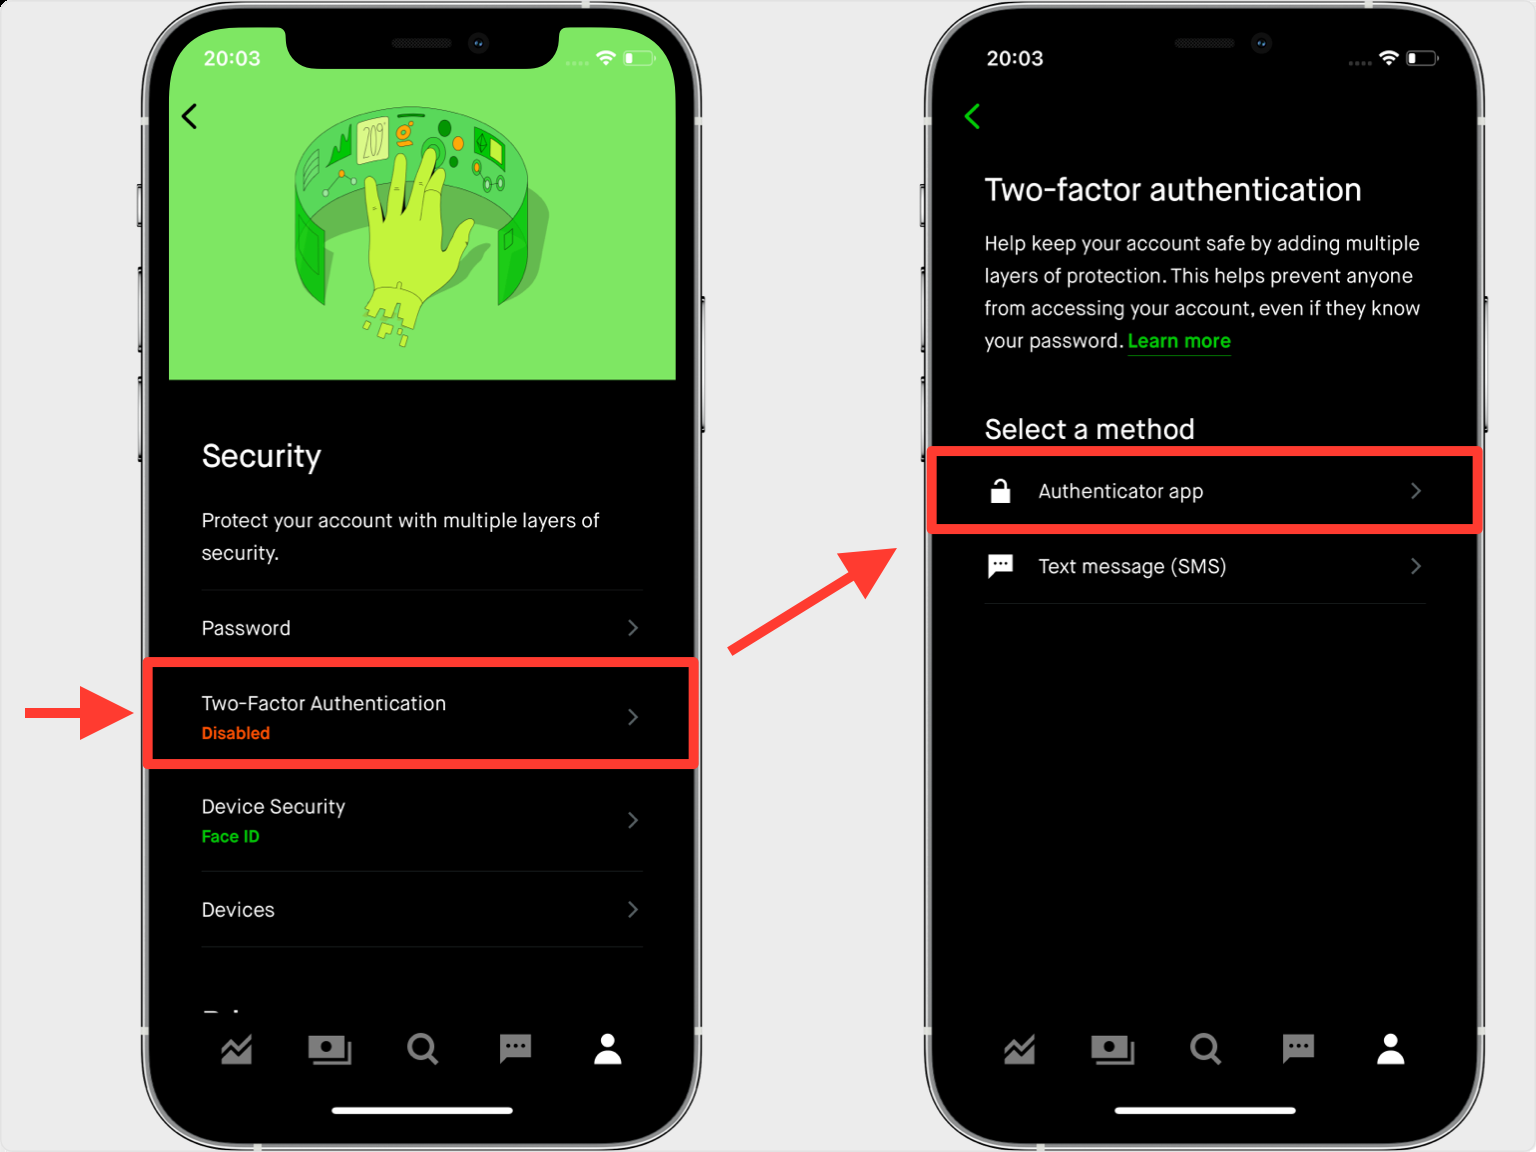 20:03
209°
Security
Protect your account with multiple layers of
security.
Password
Two-Factor Authentication
Disabled
Device Security
Face ID
Devices
20:03
Two-factor authentication
Help keep your account safe by adding multiple
layers of protection. This helps prevent anyone
from accessing your account, even if they know
your password. Learn more
Select a method
Authenticator app
Text message (SMS)